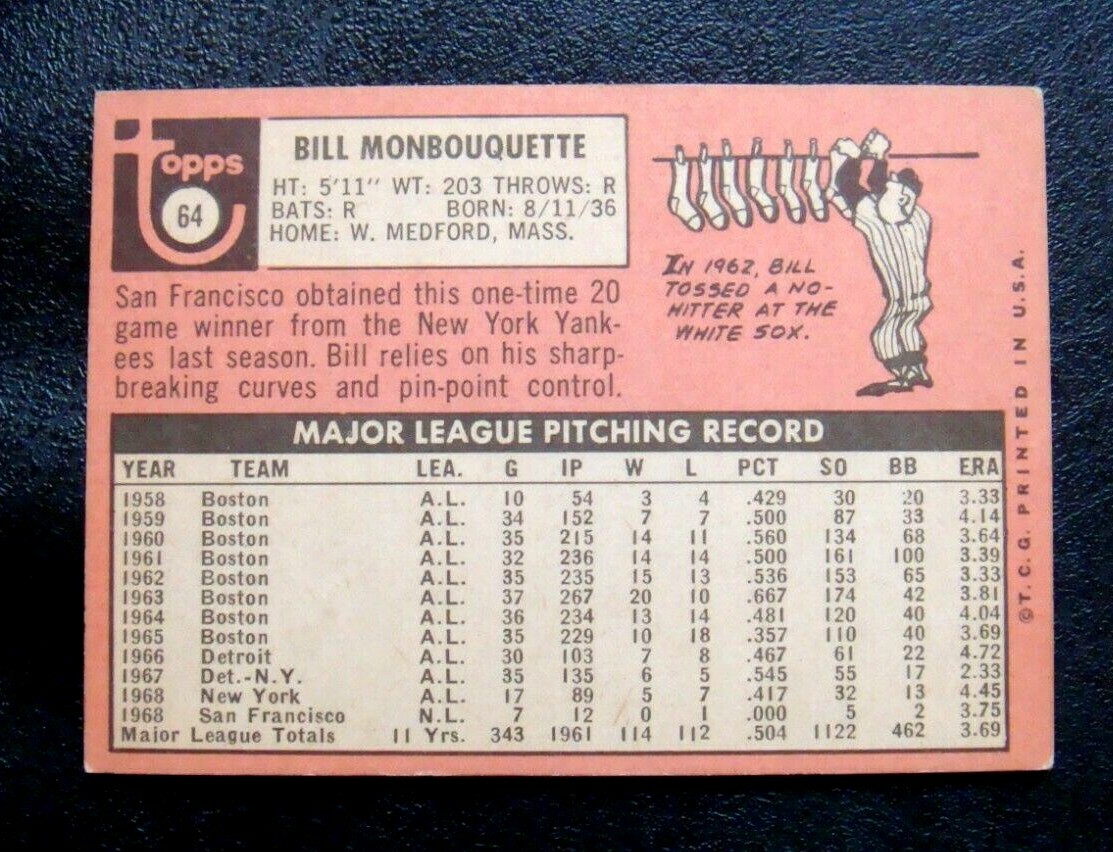 topps
64
BILL MONBOUQUETTE
HT: 5'11" WT: 203 THROWS: R
BATS: R BORN: 8/11/36
HOME: W. MEDFORD, MASS.
San Francisco obtained this one-time 20
game winner from the New York Yank-
ees last season. Bill relies on his sharp-
breaking curves and pin-point control.
IN 1962, BILL
TOSSED A NO-
HITTER AT THE
WHITE SOX.
MAJOR LEAGUE PITCHING RECORD
YEAR TEAM LEA. G IP W L PCT SO BB ERA
1958 Boston A.L. 10 54 3 4 .429 30 20 3.33
1959 Boston A.L. 34 152 7 7 .500 87 33 4.14
1960 Boston A.L. 35 215 14 11 .560 134 68 3.64
1961 Boston A.L. 32 236 14 14 .500 161 100 3.39
1962 Boston A.L. 35 235 15 13 .536 153 65 3.33
1963 Boston A.L. 37 267 20 10 .667 174 42 3.81
1964 Boston A.L. 36 234 13 14 .481 120 40 4.04
1965 Boston A.L. 35 229 10 18 .357 110 40 3.69
1966 Detroit A.L. 30 103 7 8 .467 61 22 4.72
1967 Det.-N.Y. A.L. 35 135 6 5 .545 55 17 2.33
1968 New York A.L. 17 89 5 7 .417 32 13 4.45
1968 San Francisco N.L. 7 12 0 1 .000 5 2 3.75
Major League Totals 11 Yrs. 343 1961 114 112 .504 1122 462 3.69
©T.C.G. PRINTED IN U.S.A.